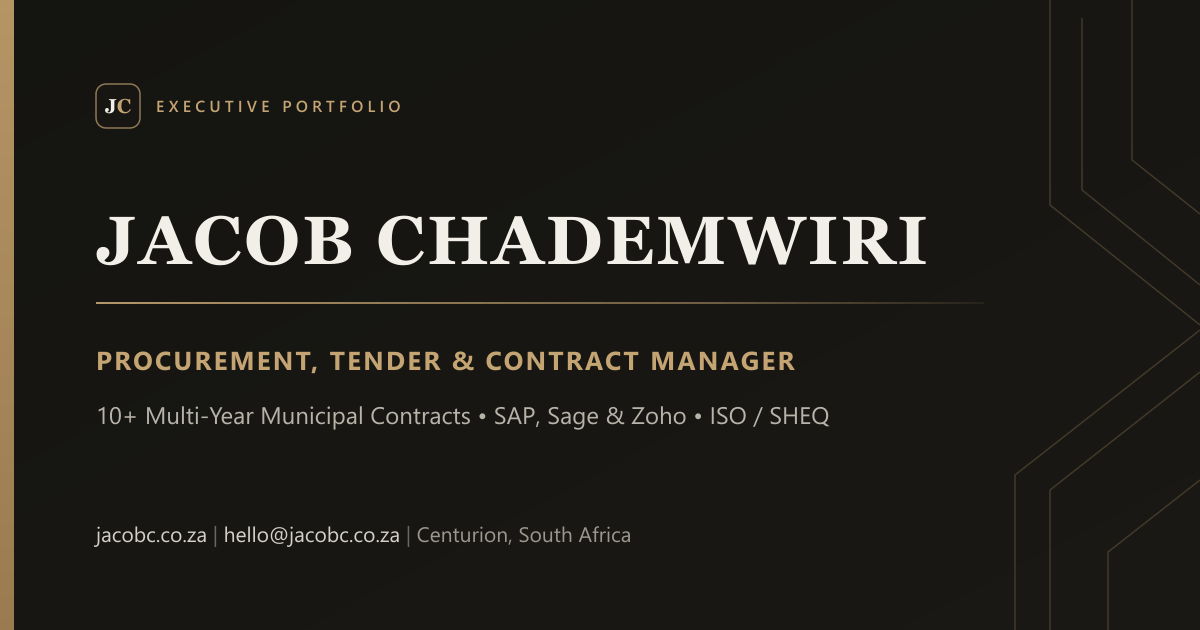 JC EXECUTIVE PORTFOLIO
JACOB CHADEMWIRI
PROCUREMENT, TENDER & CONTRACT MANAGER
10+ Multi-Year Municipal Contracts • SAP, Sage & Zoho • ISO / SHEQ
jacobc.co.za | hello@jacobc.co.za | Centurion, South Africa